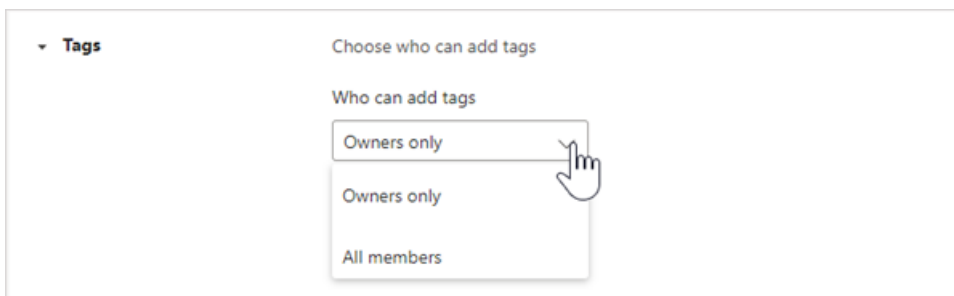 Tags
Choose who can add tags
Who can add tags
Owners only
Owners only
All members